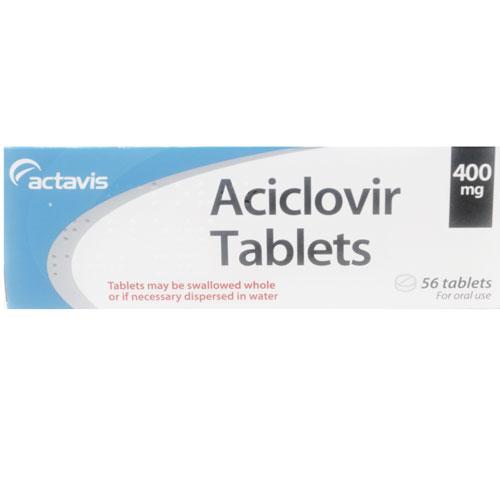 actavis
Aciclovir
Tablets
400
mg
Tablets may be swallowed whole
or if necessary dispersed in water
56 tablets
For oral use